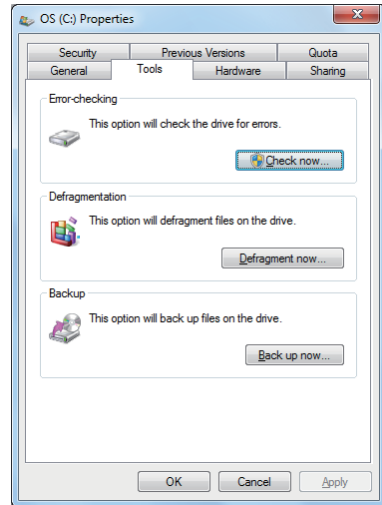 OS (C:) Properties
Security Previous Versions Quota
General Tools Hardware Sharing
Error-checking
This option will check the drive for errors.
Check now...
Defragmentation
This option will defragment files on the drive.
Defragment now...
Backup
This option will back up files on the drive.
Back up now...
OK Cancel Apply